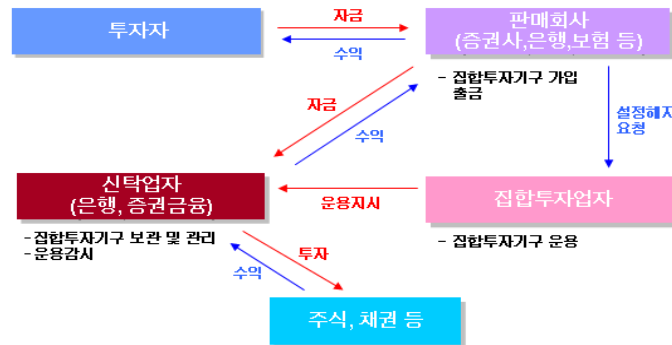 투자자
자금
수익
판매회사
(증권사,은행,보험 등)
- 집합투자기구 가입
출금
자금
수익
설정해지
요청
신탁업자
(은행, 증권금융)
운용지시
집합투자업자
-집합투자기구 보관 및 관리
-운용감시
- 집합투자기구 운용
투자
수익
주식, 채권 등